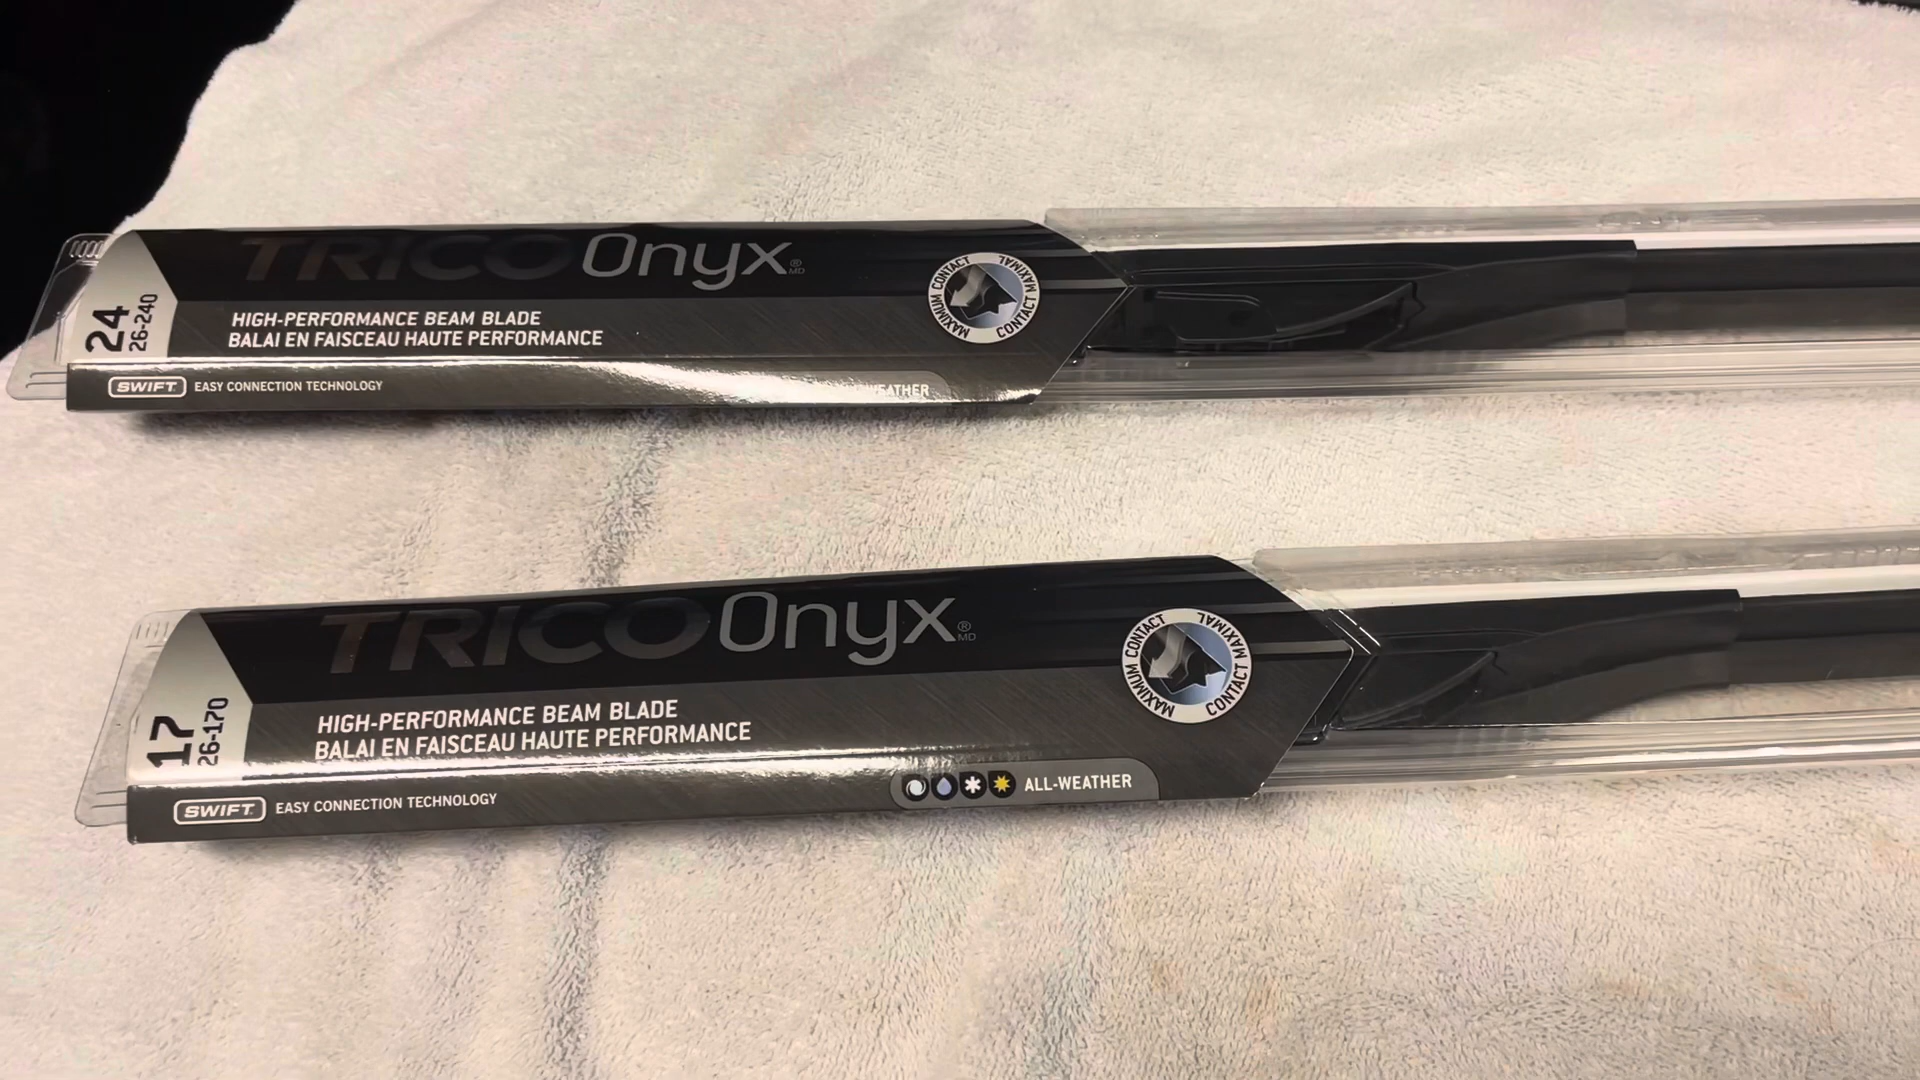 TRICO Onyx®
MD
24
26-240
HIGH-PERFORMANCE BEAM BLADE
BALAI EN FAISCEAU HAUTE PERFORMANCE
MAXIMUM CONTACT
CONTACT MAXIMAL
SWIFT
EASY CONNECTION TECHNOLOGY
TRICO Onyx®
MD
17
26-170
HIGH-PERFORMANCE BEAM BLADE
BALAI EN FAISCEAU HAUTE PERFORMANCE
MAXIMUM CONTACT
CONTACT MAXIMAL
SWIFT
EASY CONNECTION TECHNOLOGY
ALL-WEATHER